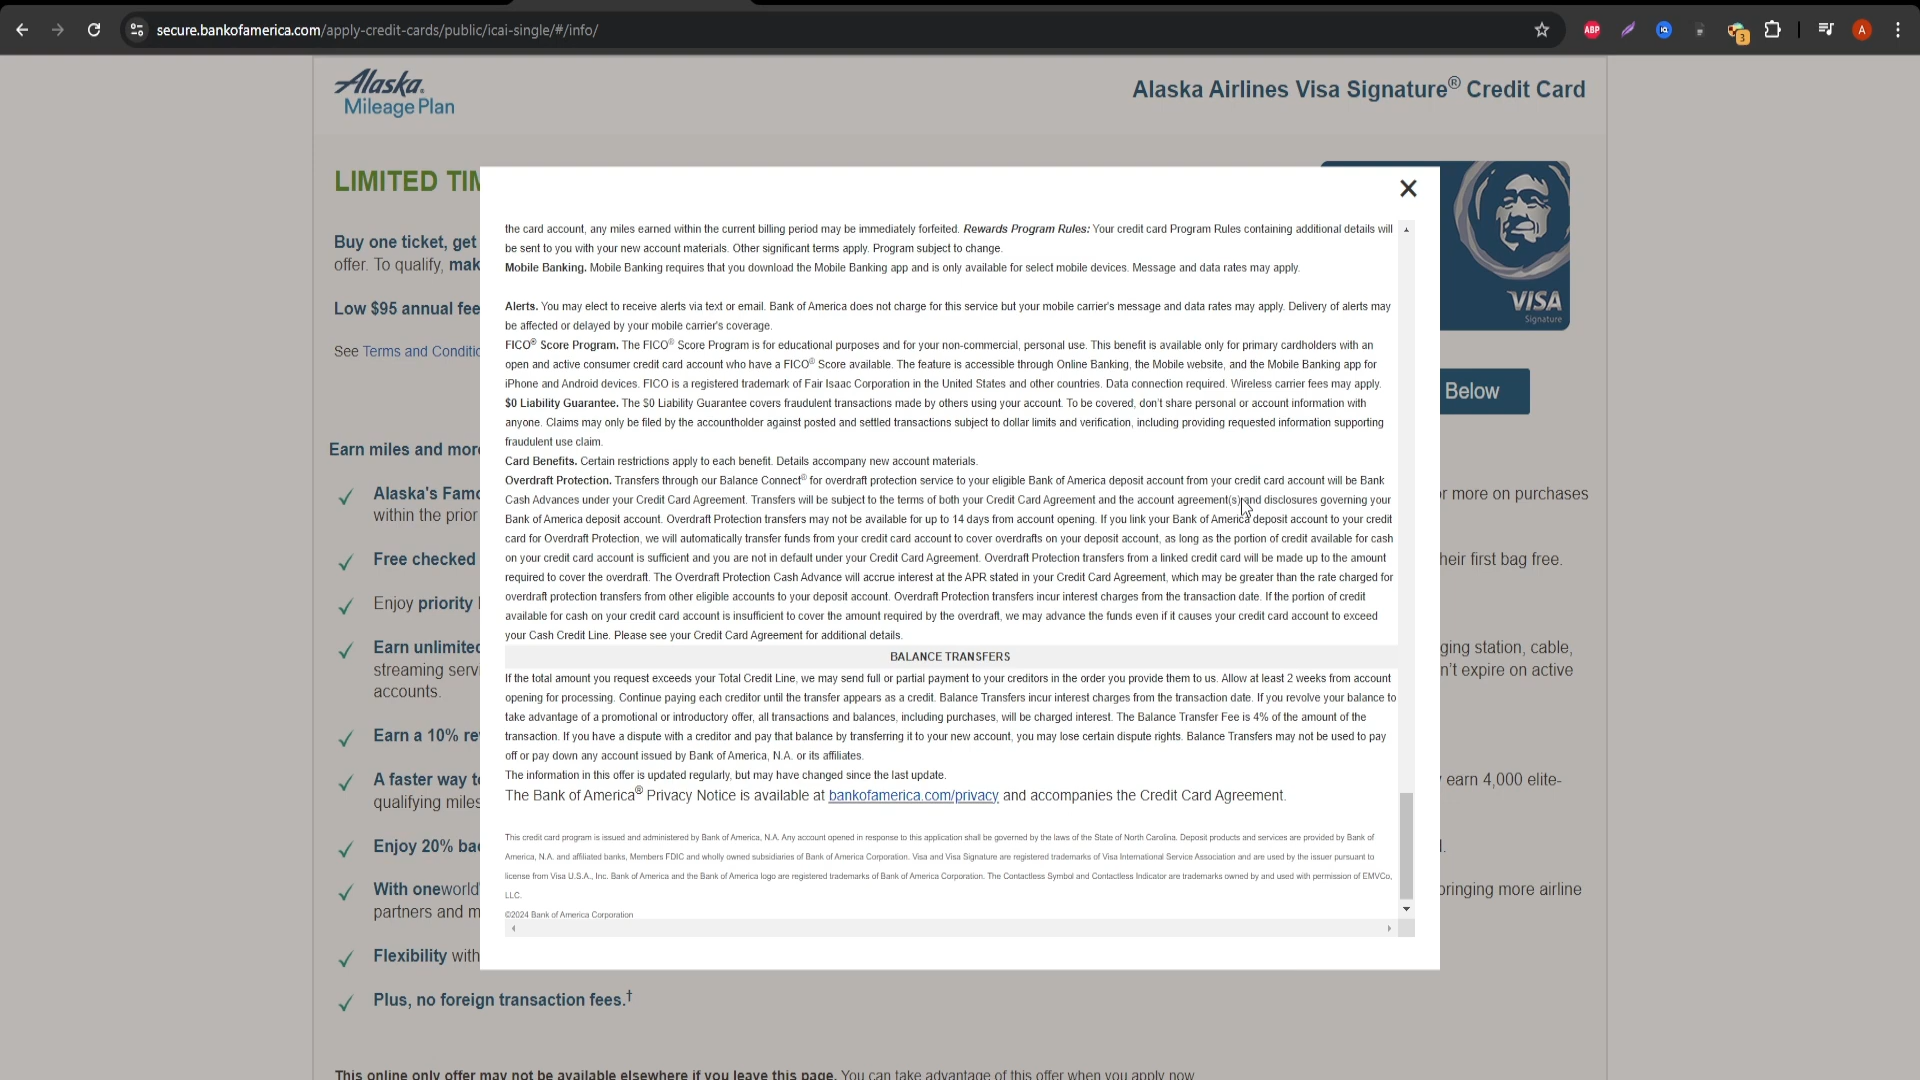 secure.bankofamerica.com/apply-credit-cards/public/icai-single/#/info/
ABP
3
A
Alaska®
Mileage Plan
Alaska Airlines Visa Signature® Credit Card
LIMITED
Buy one ticket, get
offer. To qualify,
Low $95 annual fee
See Terms and
VISA
Signature
Below
Earn miles and
the card account, any miles earned within the current billing period may be immediately forfeited. Rewards Program Rules: Your credit card Program Rules containing additional details will
be sent to you with your new account materials. Other significant terms apply. Program subject to change.
Mobile Banking. Mobile Banking requires that you download the Mobile Banking app and is only available for select mobile devices. Message and data rates may apply.
Alerts. You may elect to receive alerts via text or email. Bank of America does not charge for this service but your mobile carrier's message and data rates may apply. Delivery of alerts may
be affected or delayed by your mobile carrier's coverage.
FICO® Score Program. The FICO® Score Program is for educational purposes and for your non-commercial, personal use. This benefit is available only for primary cardholders with an
open and active consumer credit card account who have a FICO® Score available. The feature is accessible through Online Banking, the Mobile website, and the Mobile Banking app for
iPhone and Android devices. FICO is a registered trademark of Fair Isaac Corporation in the United States and other countries. Data connection required. Wireless carrier fees may apply.
$0 Liability Guarantee. The $0 Liability Guarantee covers fraudulent transactions made by others using your account. To be covered, don't share personal or account information with
anyone. Claims may only be filed by the accountholder against posted and settled transactions subject to dollar limits and verification, including providing requested information supporting
fraudulent use claim.
Card Benefits. Certain restrictions apply to each benefit. Details accompany new account materials.
Overdraft Protection. Transfers through our Balance Connect® for overdraft protection service to your eligible Bank of America deposit account from your credit card account will be Bank
Cash Advances under your Credit Card Agreement. Transfers will be subject to the terms of both your Credit Card Agreement and the account agreement(s) and disclosures governing your
Bank of America deposit account. Overdraft Protection transfers may not be available for up to 14 days from account opening. If you link your Bank of America deposit account to your credit
card for Overdraft Protection, we will automatically transfer funds from your credit card account to cover overdrafts on your deposit account, as long as the portion of credit available for cash
on your credit card account is sufficient and you are not in default under your Credit Card Agreement. Overdraft Protection transfers from a linked credit card will be made up to the amount
required to cover the overdraft. The Overdraft Protection Cash Advance will accrue interest at the APR stated in your Credit Card Agreement, which may be greater than the rate charged for
overdraft protection transfers from other eligible accounts to your deposit account. Overdraft Protection transfers incur interest charges from the transaction date. If the portion of credit
available for cash on your credit card account is insufficient to cover the amount required by the overdraft, we may advance the funds even if it causes your credit card account to exceed
your Cash Credit Line. Please see your Credit Card Agreement for additional details.
BALANCE TRANSFERS
If the total amount you request exceeds your Total Credit Line, we may send full or partial payment to your creditors in the order you provide them to us. Allow at least 2 weeks from account
opening for processing. Continue paying each creditor until the transfer appears as a credit. Balance Transfers incur interest charges from the transaction date. If you revolve your balance to
take advantage of a promotional or introductory offer, all transactions and balances, including purchases, will be charged interest. The Balance Transfer Fee is 4% of the amount of the
transaction. If you have a dispute with a creditor and pay that balance by transferring it to your new account, you may lose certain dispute rights. Balance Transfers may not be used to pay
off or pay down any account issued by Bank of America, N.A. or its affiliates.
The information in this offer is updated regularly, but may have changed since the last update.
The Bank of America® Privacy Notice is available at bankofamerica.com/privacy and accompanies the Credit Card Agreement.
This credit card program is issued and administered by Bank of America, N.A. Any account opened in response to this application shall be governed by the laws of the State of North Carolina. Deposit products and services are provided by Bank of
America, N.A. and affiliated banks, Members FDIC and wholly owned subsidiaries of Bank of America Corporation. Visa and Visa Signature are registered trademarks of Visa International Service Association and are used by the issuer pursuant to
license from Visa U.S.A., Inc. Bank of America and the Bank of America logo are registered trademarks of Bank of America Corporation. The Contactless Symbol and Contactless Indicator are trademarks owned by and used with permission of EMVCo,
LLC.
©2024 Bank of America Corporation
Alaska's
r more on purchases
within the prior
Free checked
heir first bag free.
Enjoy priority
Earn unlimited
ging station, cable,
streaming
n't expire on active
accounts.
Earn a 10%
A faster way
earn 4,000 elite-
qualifying miles
Enjoy 20%
With oneworld
bringing more airline
partners and
Flexibility with
Plus, no foreign transaction fees.†
This online only offer may not be available elsewhere if you leave this page. You can take advantage of this offer when you apply now